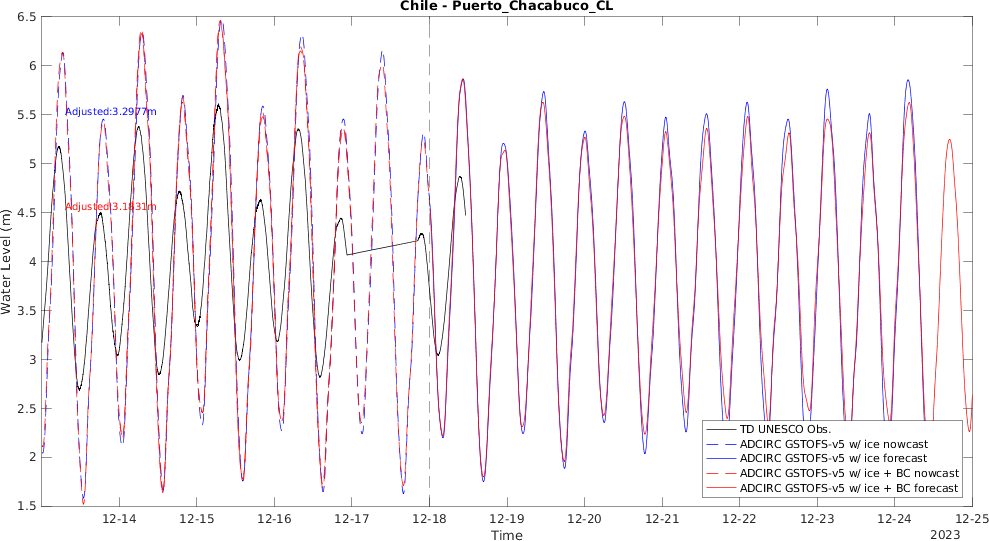 Chile - Puerto_Chacabuco_CL
6.5
6
5.5
5
4.5
4
3.5
3
2.5
2
1.5
Water Level (m)
Adjusted:3.2977m
Adjusted:3.1831m
TD UNESCO Obs.
ADCIRC GSTOFS-v5 w/ ice nowcast
ADCIRC GSTOFS-v5 w/ ice forecast
ADCIRC GSTOFS-v5 w/ ice + BC nowcast
ADCIRC GSTOFS-v5 w/ ice + BC forecast
12-14 12-15 12-16 12-17 12-18 12-19 12-20 12-21 12-22 12-23 12-24 12-25
Time
2023